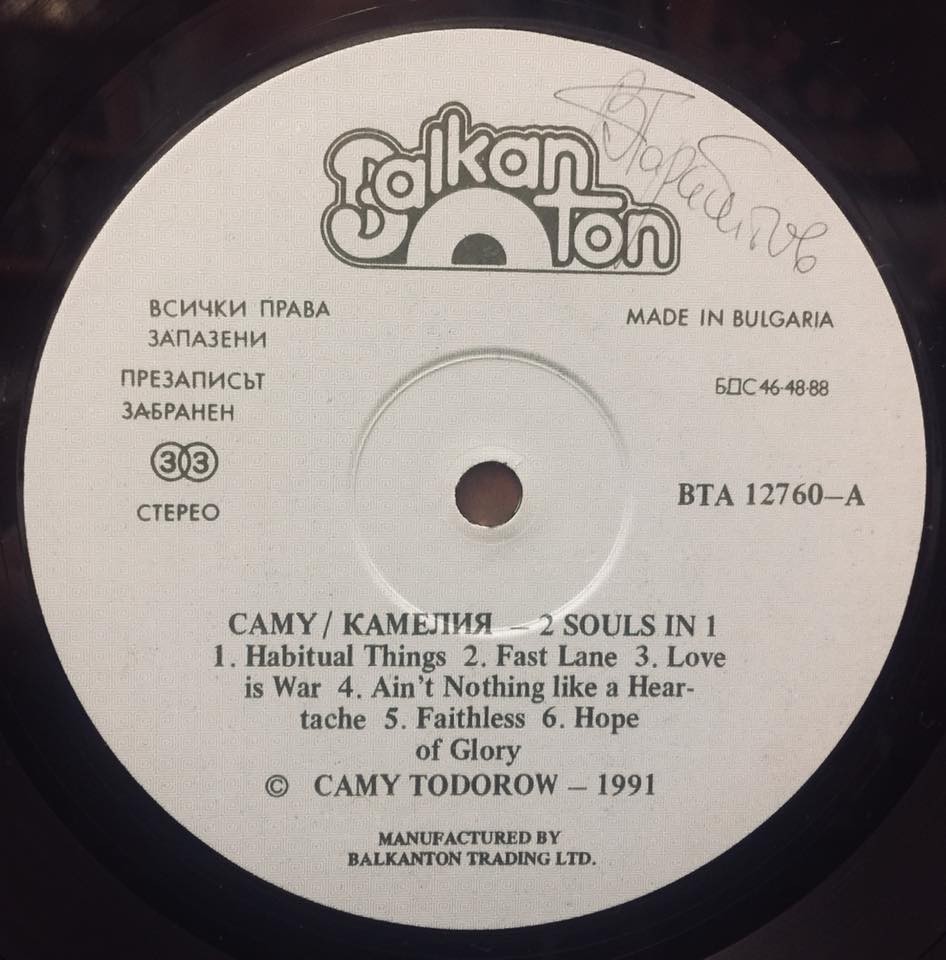 Balkan
ton
ВСИЧКИ ПРАВА
ЗАПАЗЕНИ
ПРЕЗАПИСЪТ
ЗАБРАНЕН
33
СТЕРЕО
MADE IN BULGARIA
БДС 46-48-88
ВТА 12760–А
CAMY / КАМЕЛИЯ – 2 SOULS IN 1
1. Habitual Things 2. Fast Lane 3. Love
is War 4. Ain't Nothing like a Hear-
tache 5. Faithless 6. Hope
of Glory
© CAMY TODOROW – 1991
MANUFACTURED BY
BALKANTON TRADING LTD.